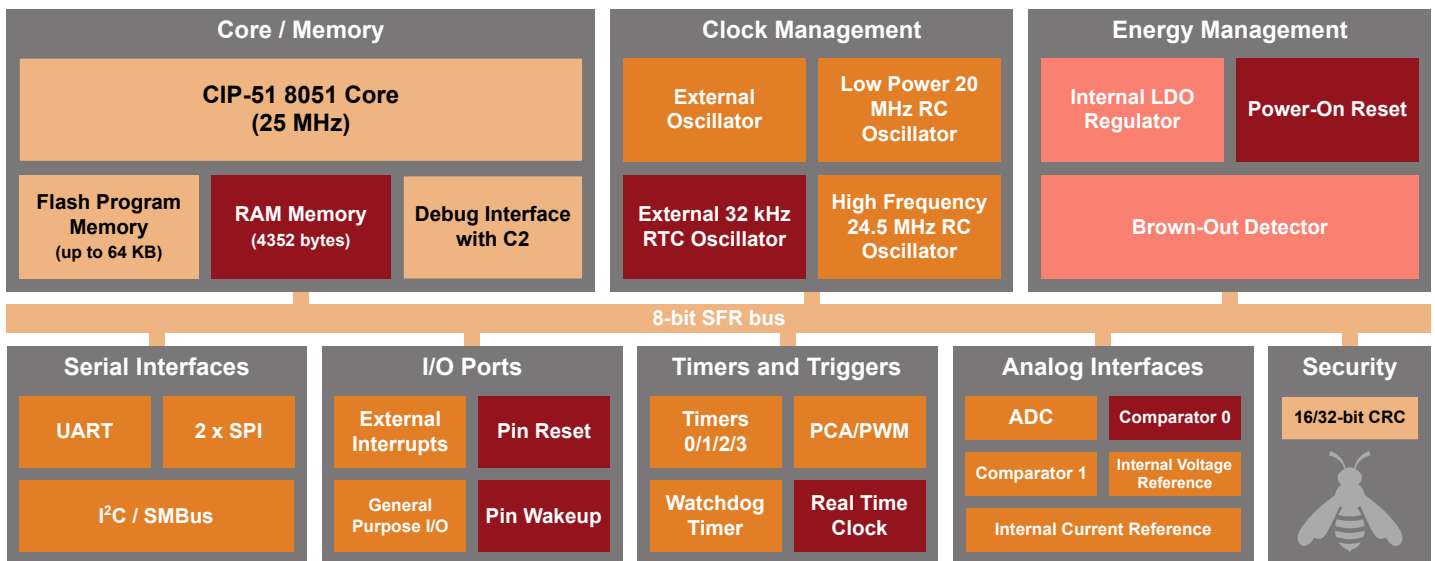 Core / Memory
CIP-51 8051 Core
(25 MHz)
Flash Program
Memory
(up to 64 KB)
RAM Memory
(4352 bytes)
Debug Interface
with C2
Clock Management
External
Oscillator
Low Power 20
MHz RC
Oscillator
External 32 kHz
RTC Oscillator
High Frequency
24.5 MHz RC
Oscillator
Energy Management
Internal LDO
Regulator
Power-On Reset
Brown-Out Detector
8-bit SFR bus
Serial Interfaces
UART
2 x SPI
I²C / SMBus
I/O Ports
External
Interrupts
Pin Reset
General
Purpose I/O
Pin Wakeup
Timers and Triggers
Timers
0/1/2/3
PCA/PWM
Watchdog
Timer
Real Time
Clock
Analog Interfaces
ADC
Comparator 0
Comparator 1
Internal Voltage
Reference
Internal Current Reference
Security
16/32-bit CRC